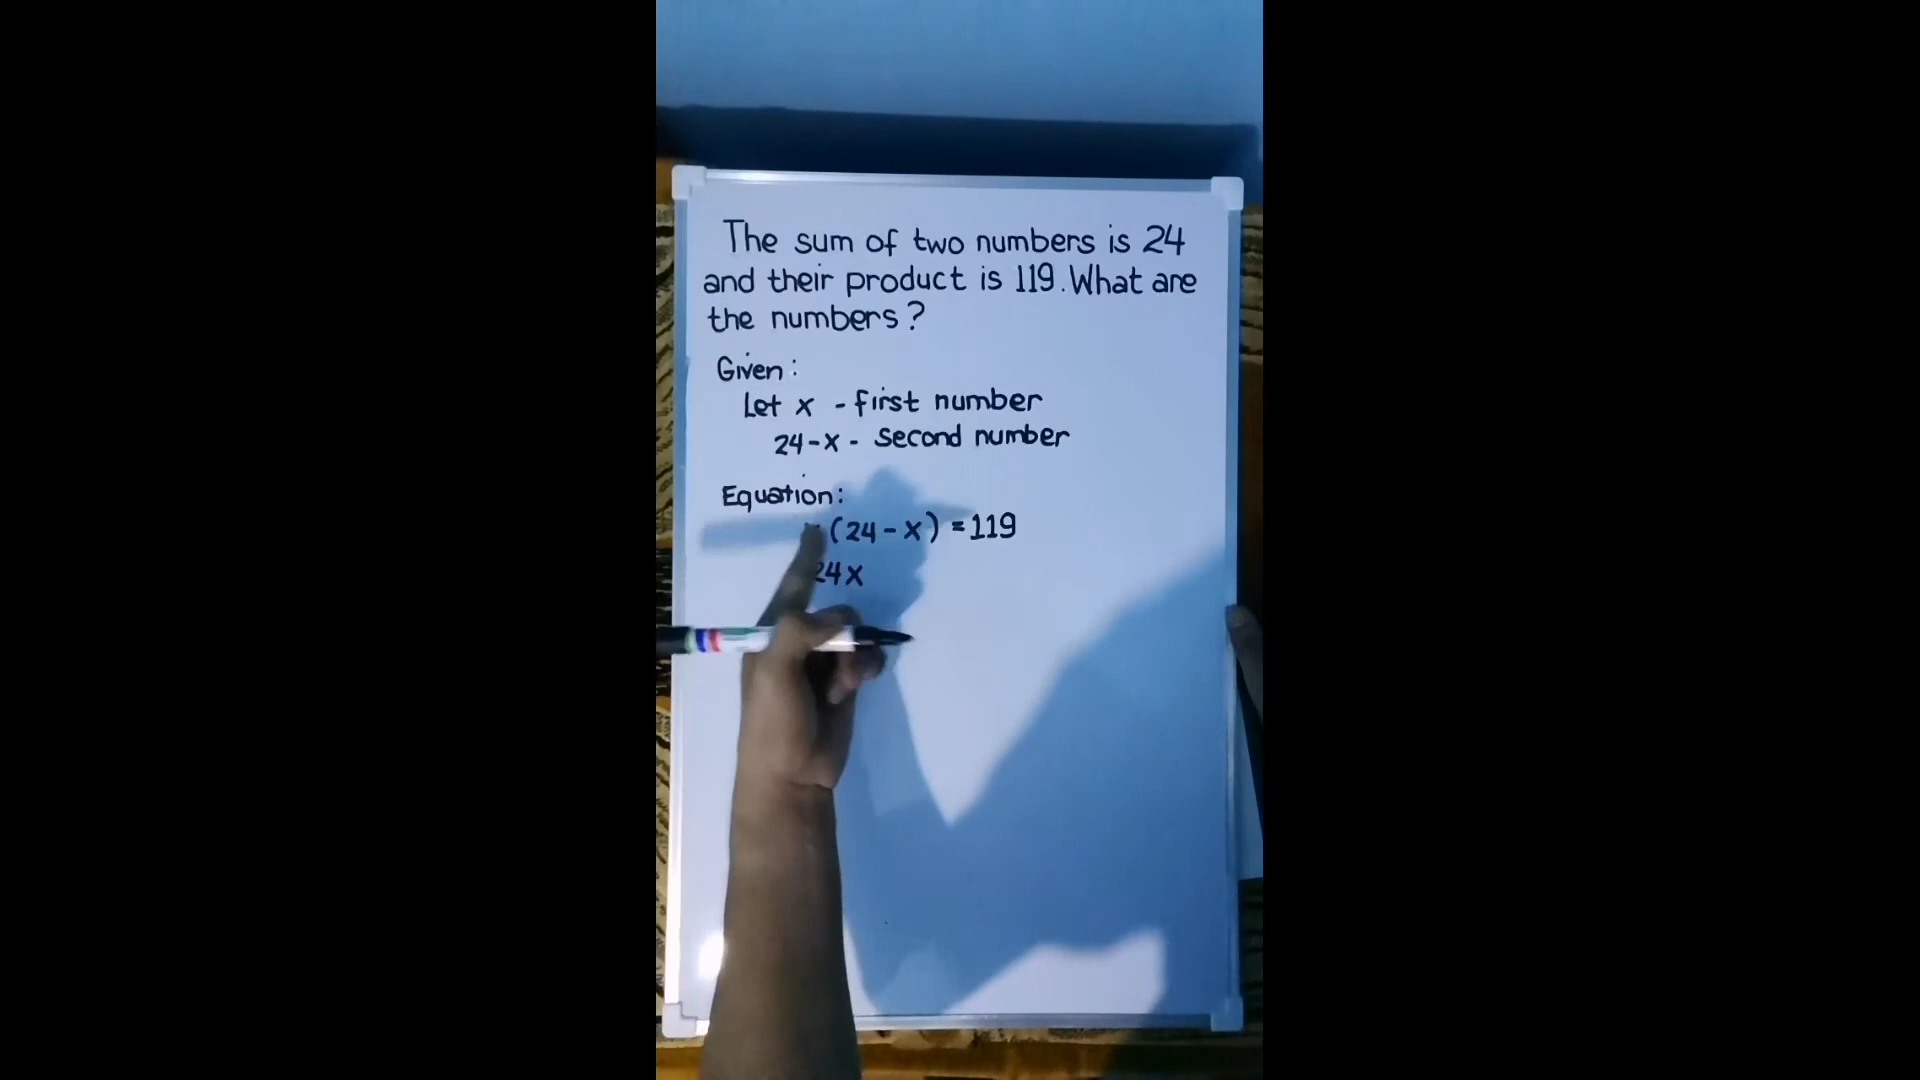 The sum of two numbers is 24
and their product is 119. What are
the numbers?
Given:
Let x - first number
24-x - second number
Equation:
(24-x) = 119
24x